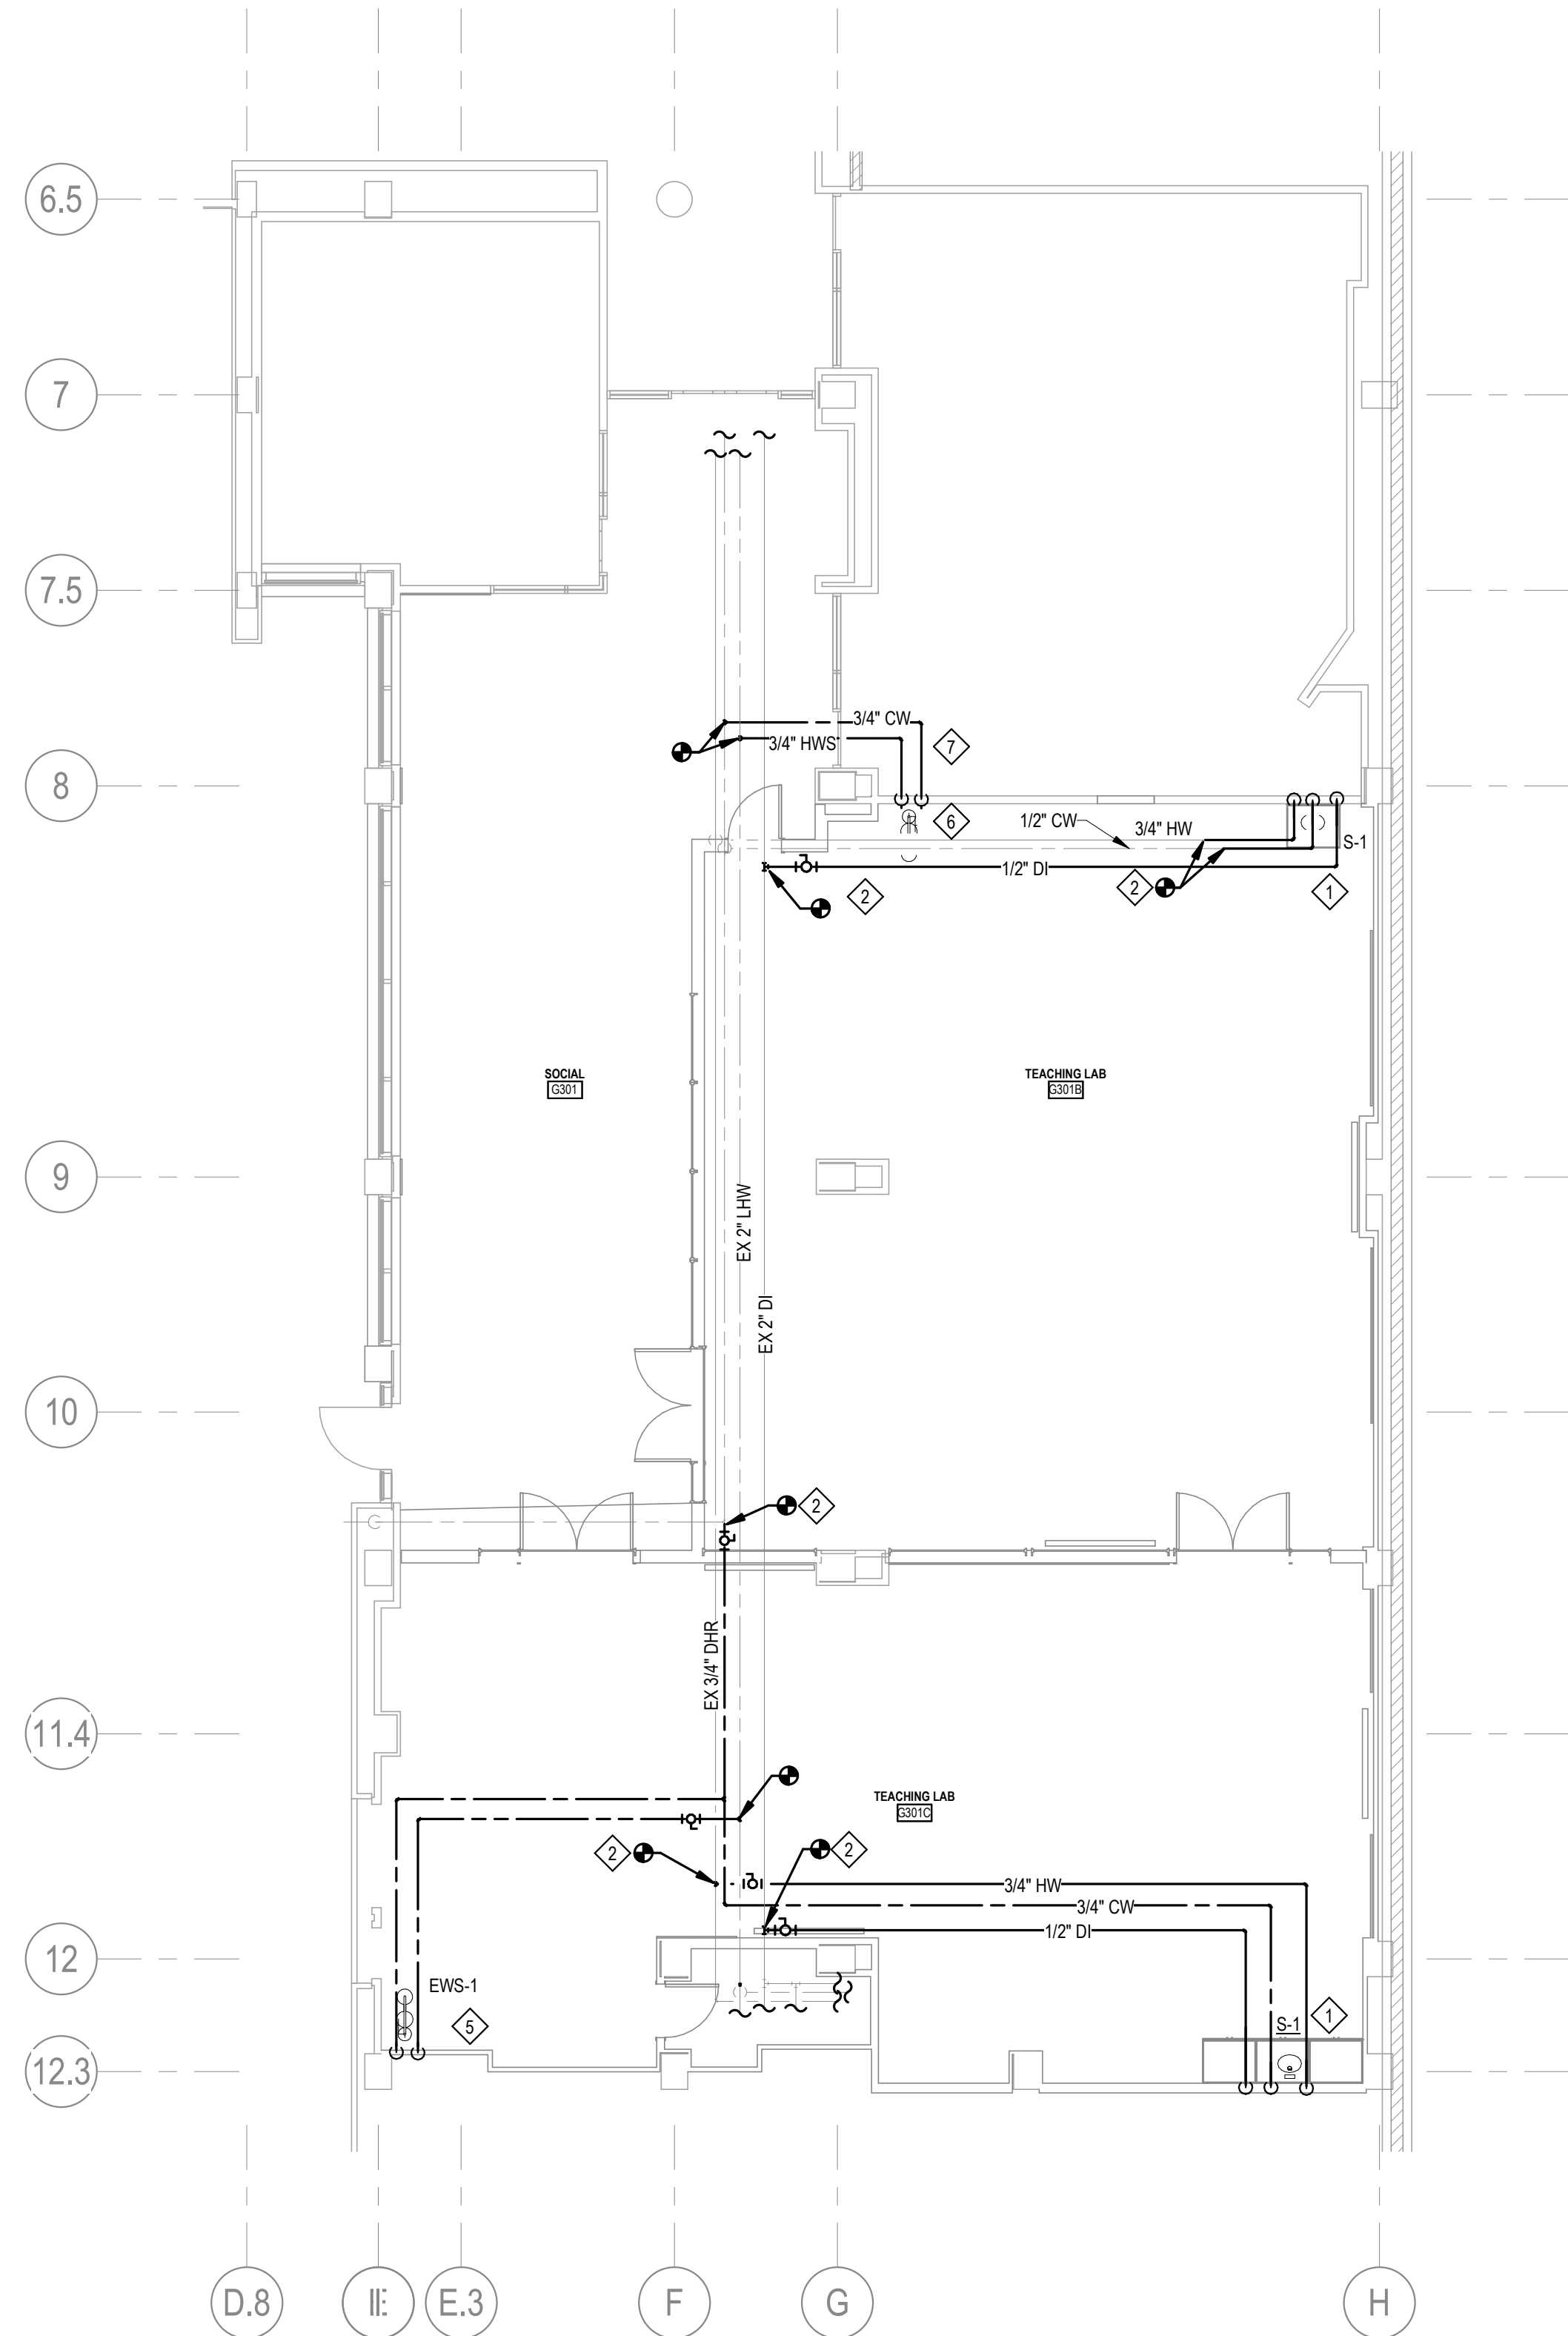 6.5
7
7.5
3/4" CW
7
3/4" HWS
8
6
1/2" CW
3/4" HW
S-1
1/2" DI
2
2
1
SOCIAL
G301
TEACHING LAB
G301B
9
EX 2" LHW
EX 2" DI
10
2
EX 3/4" DHR
11.4
TEACHING LAB
G301C
2
2
3/4" HW
3/4" CW
1/2" DI
12
EWS-1
5
S-1
1
12.3
D.8
E.3
F
G
H